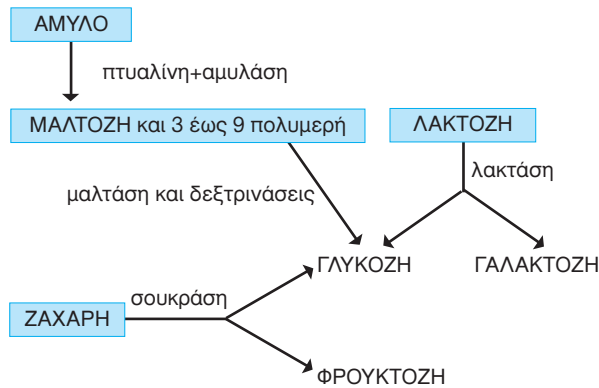 ΑΜΥΛΟ
πτυαλίνη+αμυλάση
ΜΑΛΤΟΖΗ και 3 έως 9 πολυμερή
ΛΑΚΤΟΖΗ
λακτάση
μαλτάση και δεξτρινάσεις
ΓΛΥΚΟΖΗ
ΓΑΛΑΚΤΟΖΗ
σουκράση
ΖΑΧΑΡΗ
ΦΡΟΥΚΤΟΖΗ